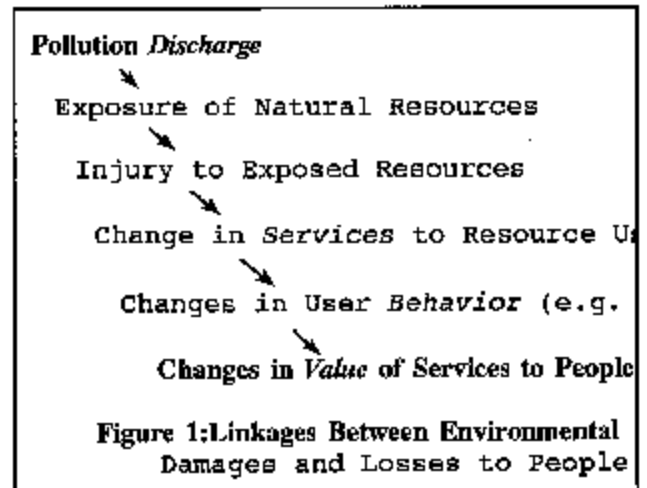 Pollution Discharge
Exposure of Natural Resources
Injury to Exposed Resources
Change in Services to Resource
Changes in User Behavior (e.g.
Changes in Value of Services to People
Figure 1:Linkages Between Environmental
Damages and Losses to People